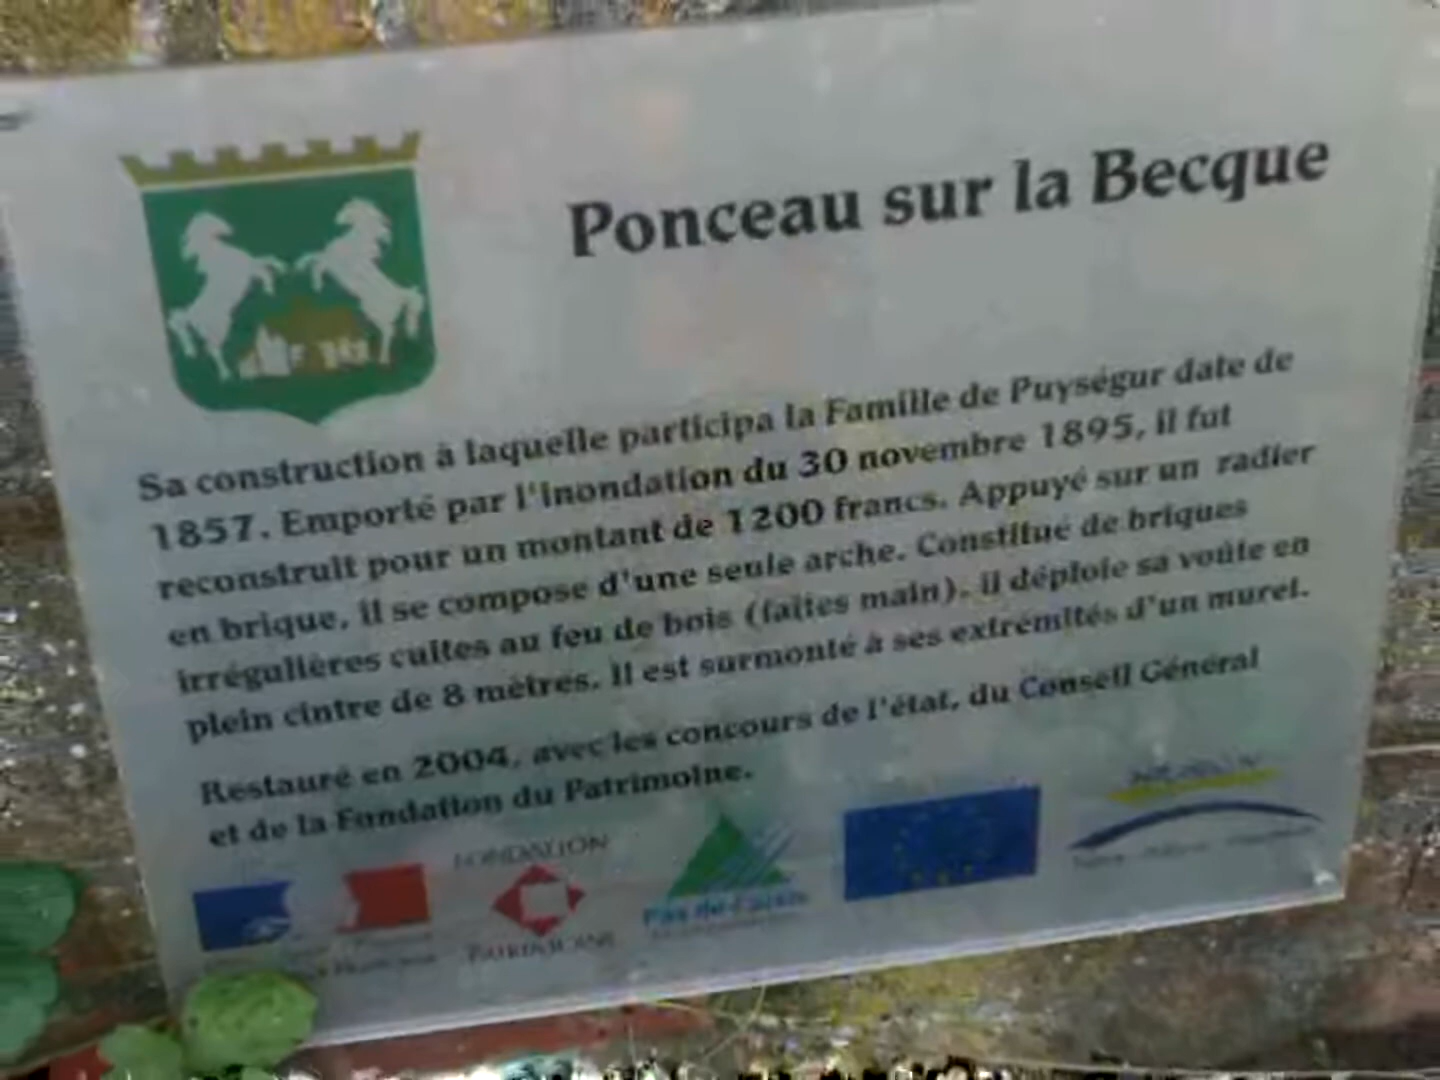 Ponceau sur la Becque
Sa construction à laquelle participa la Famille de Puységur date de
1857. Emporté par l'inondation du 30 novembre 1895, il fut
reconstruit pour un montant de 1200 francs. Appuyé sur un radier
en brique, il se compose d'une seule arche. Constitué de briques
irrégulières cuites au feu de bois (faites main), il déploie sa voûte en
plein cintre de 8 mètres. Il est surmonté à ses extrémités d'un muret.
Restauré en 2004, avec les concours de l'état, du Conseil Général
et de la Fondation du Patrimoine.
FONDATION
PATRIMOINE
Pas de Calais